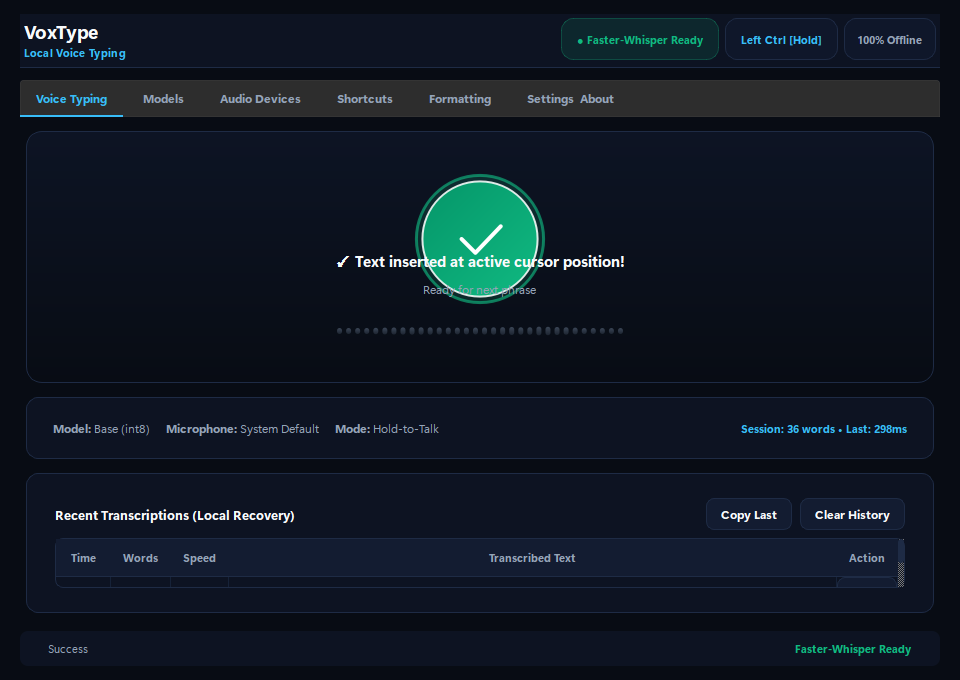 VoxType
Local Voice Typing
● Faster-Whisper Ready
Left Ctrl [Hold]
100% Offline
Voice Typing Models Audio Devices Shortcuts Formatting Settings About
✓ Text inserted at active cursor position!
Ready for next phrase
Model: Base (int8) Microphone: System Default Mode: Hold-to-Talk
Session: 36 words • Last: 298ms
Recent Transcriptions (Local Recovery)
Copy Last
Clear History
Time Words Speed Transcribed Text Action
Success
Faster-Whisper Ready